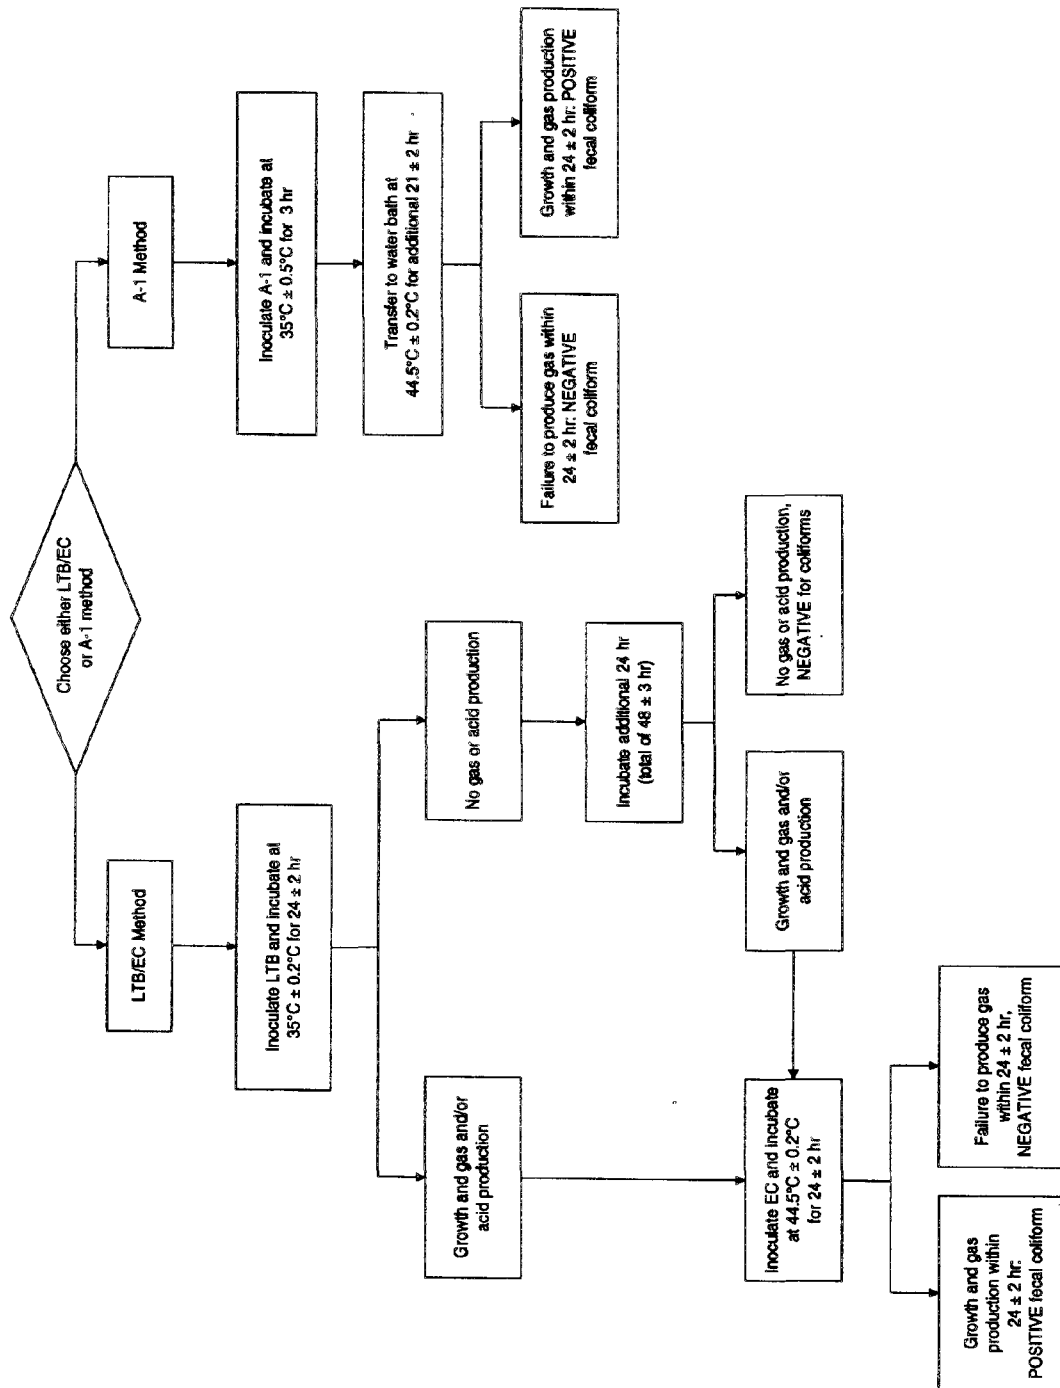 Choose either LTB/EC
or A-1 method
LTB/EC Method
A-1 Method
Inoculate LTB and incubate at
35°C ± 0.2°C for 24 ± 2 hr
Inoculate A-1 and incubate at
35°C ± 0.5°C for 3 hr
Transfer to water bath at
44.5°C ± 0.2°C for additional 21 ± 2 hr
Growth and gas and/or
acid production
No gas or acid production
Failure to produce gas within
24 ± 2 hr: NEGATIVE
fecal coliform
Growth and gas production
within 24 ± 2 hr: POSITIVE
fecal coliform
Incubate additional 24 hr
(total of 48 ± 3 hr)
Growth and gas and/or
acid production
No gas or acid production,
NEGATIVE for coliforms
Inoculate EC and incubate
at 44.5°C ± 0.2°C
for 24 ± 2 hr
Growth and gas
production within
24 ± 2 hr:
POSITIVE fecal coliform
Failure to produce gas
within 24 ± 2 hr,
NEGATIVE fecal coliform